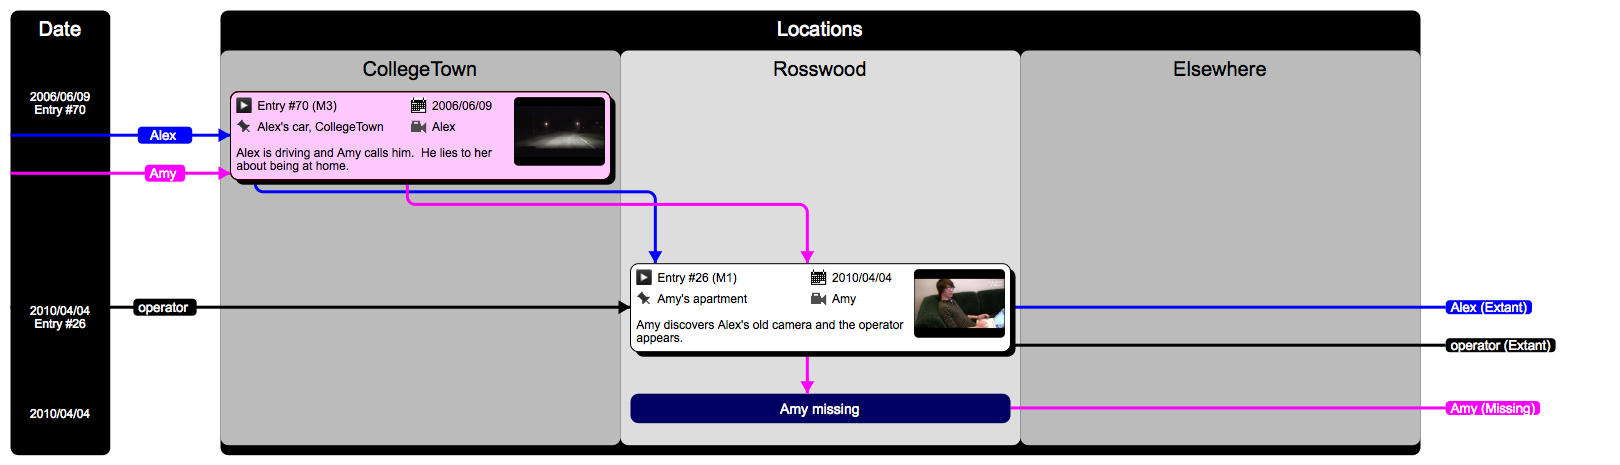 Date
Locations
CollegeTown
Rosswood
Elsewhere
2006/06/09
Entry #70
Entry #70 (M3)
2006/06/09
Alex's car, CollegeTown
Alex
Alex is driving and Amy calls him.  He lies to her
about being at home.
Alex
Amy
2010/04/04
Entry #26
operator
Entry #26 (M1)
2010/04/04
Amy's apartment
Amy
Amy discovers Alex's old camera and the operator
appears.
Alex (Extant)
operator (Extant)
2010/04/04
Amy missing
Amy (Missing)